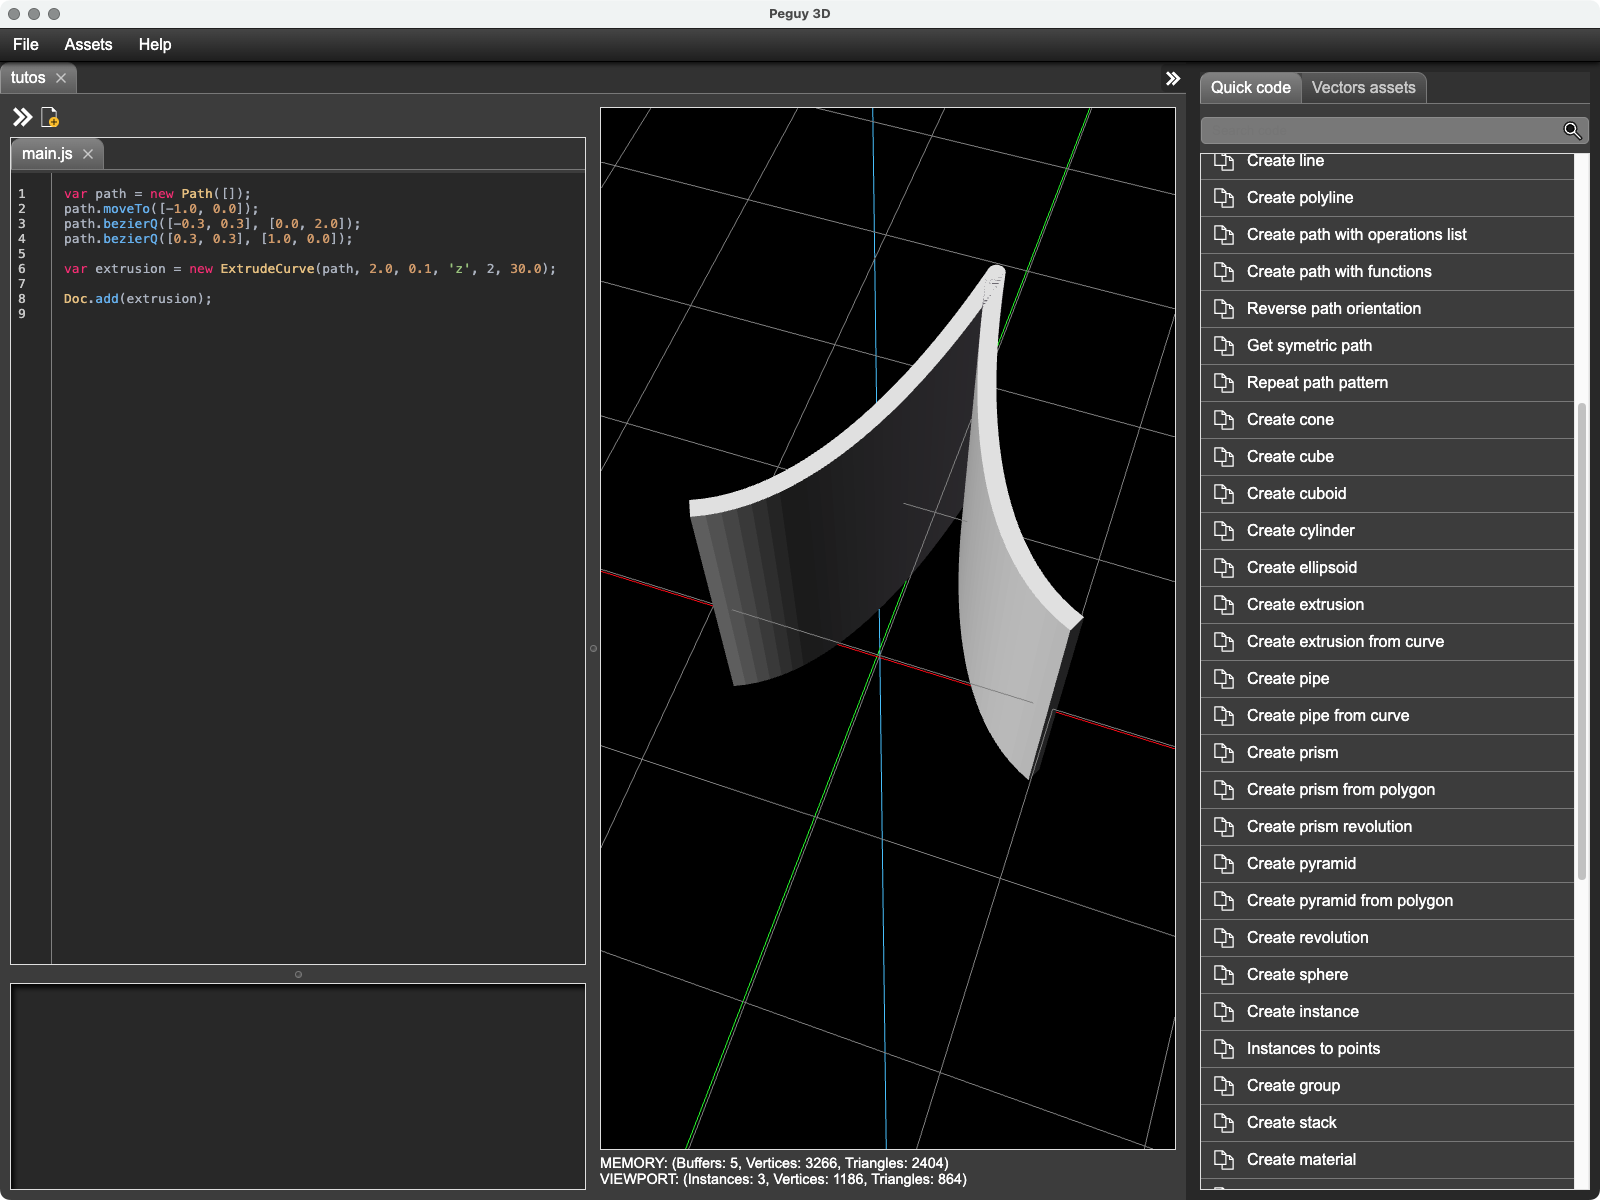 Peguy 3D
File Assets Help
tutos
main.js
1 var path = new Path([]);
2 path.moveTo([-1.0, 0.0]);
3 path.bezierQ([-0.3, 0.3], [0.0, 2.0]);
4 path.bezierQ([0.3, 0.3], [1.0, 0.0]);
5
6 var extrusion = new ExtrudeCurve(path, 2.0, 0.1, 'z', 2, 30.0);
7
8 Doc.add(extrusion);
9
MEMORY: (Buffers: 5, Vertices: 3266, Triangles: 2404)
VIEWPORT: (Instances: 3, Vertices: 1186, Triangles: 864)
Quick code Vectors assets
Create line
Create polyline
Create path with operations list
Create path with functions
Reverse path orientation
Get symetric path
Repeat path pattern
Create cone
Create cube
Create cuboid
Create cylinder
Create ellipsoid
Create extrusion
Create extrusion from curve
Create pipe
Create pipe from curve
Create prism
Create prism from polygon
Create prism revolution
Create pyramid
Create pyramid from polygon
Create revolution
Create sphere
Create instance
Instances to points
Create group
Create stack
Create material